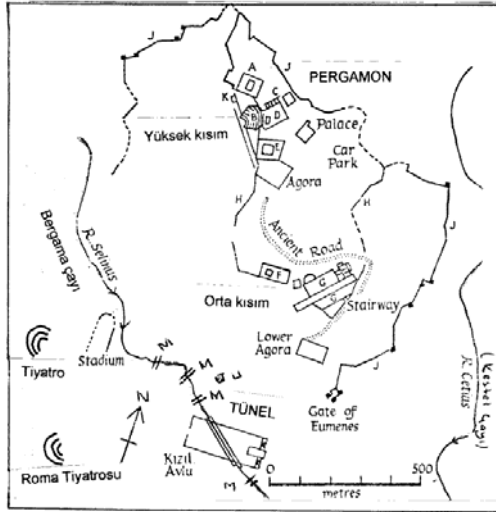 J
J
A
PERGAMON
K
C
B
D
D
Yüksek kısım
Palace
E
Car
Park
Agora
H
H
J
Ancient Road
Bergama çayı
R. Selinus
F
G
Orta kısım
G
Stairway
Lower
Agora
J
Stadium
M
Tiyatro
M
M
Gate of
Eumenes
R. Cetius
(Kestel Çayı)
N
TÜNEL
Kızıl
Avlu
Roma Tiyatrosu
M
0
500
metres